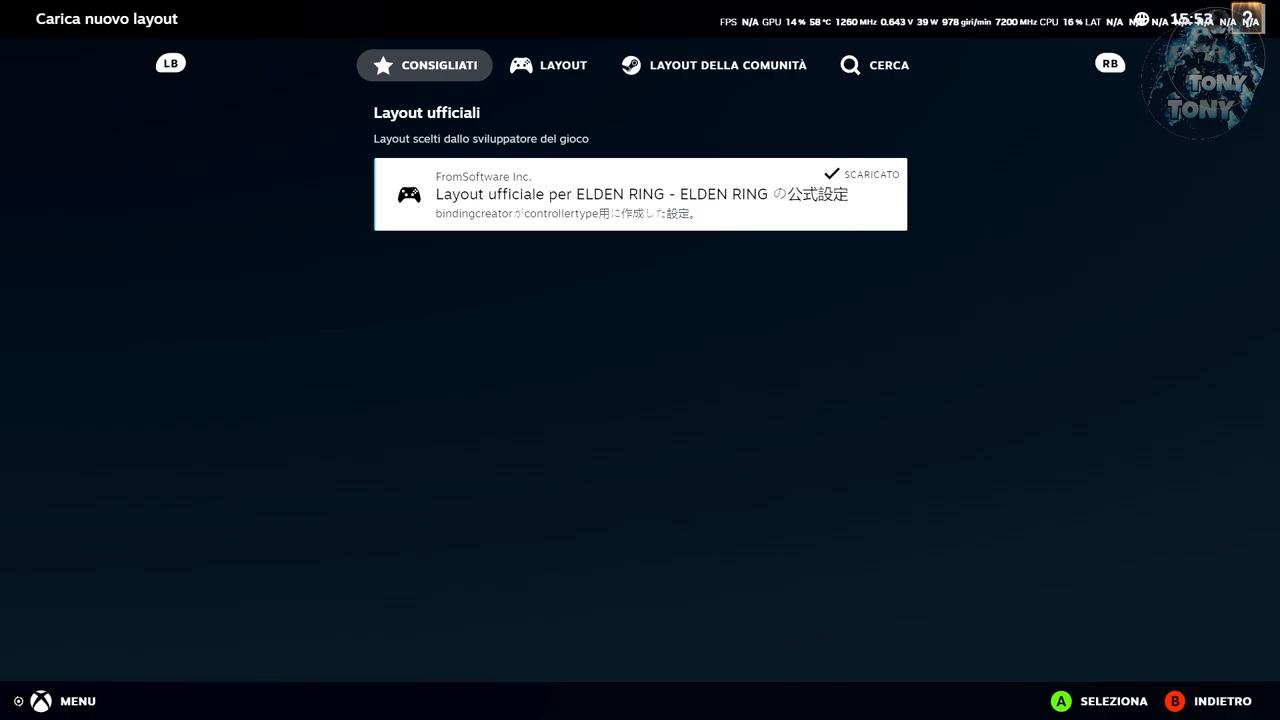 Carica nuovo layout
FPS N/A GPU 14 % 58 °C 1260 MHz 0.643 V 39 W 978 giri/min 7200 MHz CPU 16 % LAT N/A N/A N/A N/A N/A N/A N/A
15:53
?
LB
CONSIGLIATI
LAYOUT
LAYOUT DELLA COMUNITÀ
CERCA
RB
TONY
TONY
Layout ufficiali
Layout scelti dallo sviluppatore del gioco
FromSoftware Inc.
SCARICATO
Layout ufficiale per ELDEN RING - ELDEN RING の公式設定
bindingcreatorがcontrollertype用に作成した設定。
MENU
A SELEZIONA
B INDIETRO